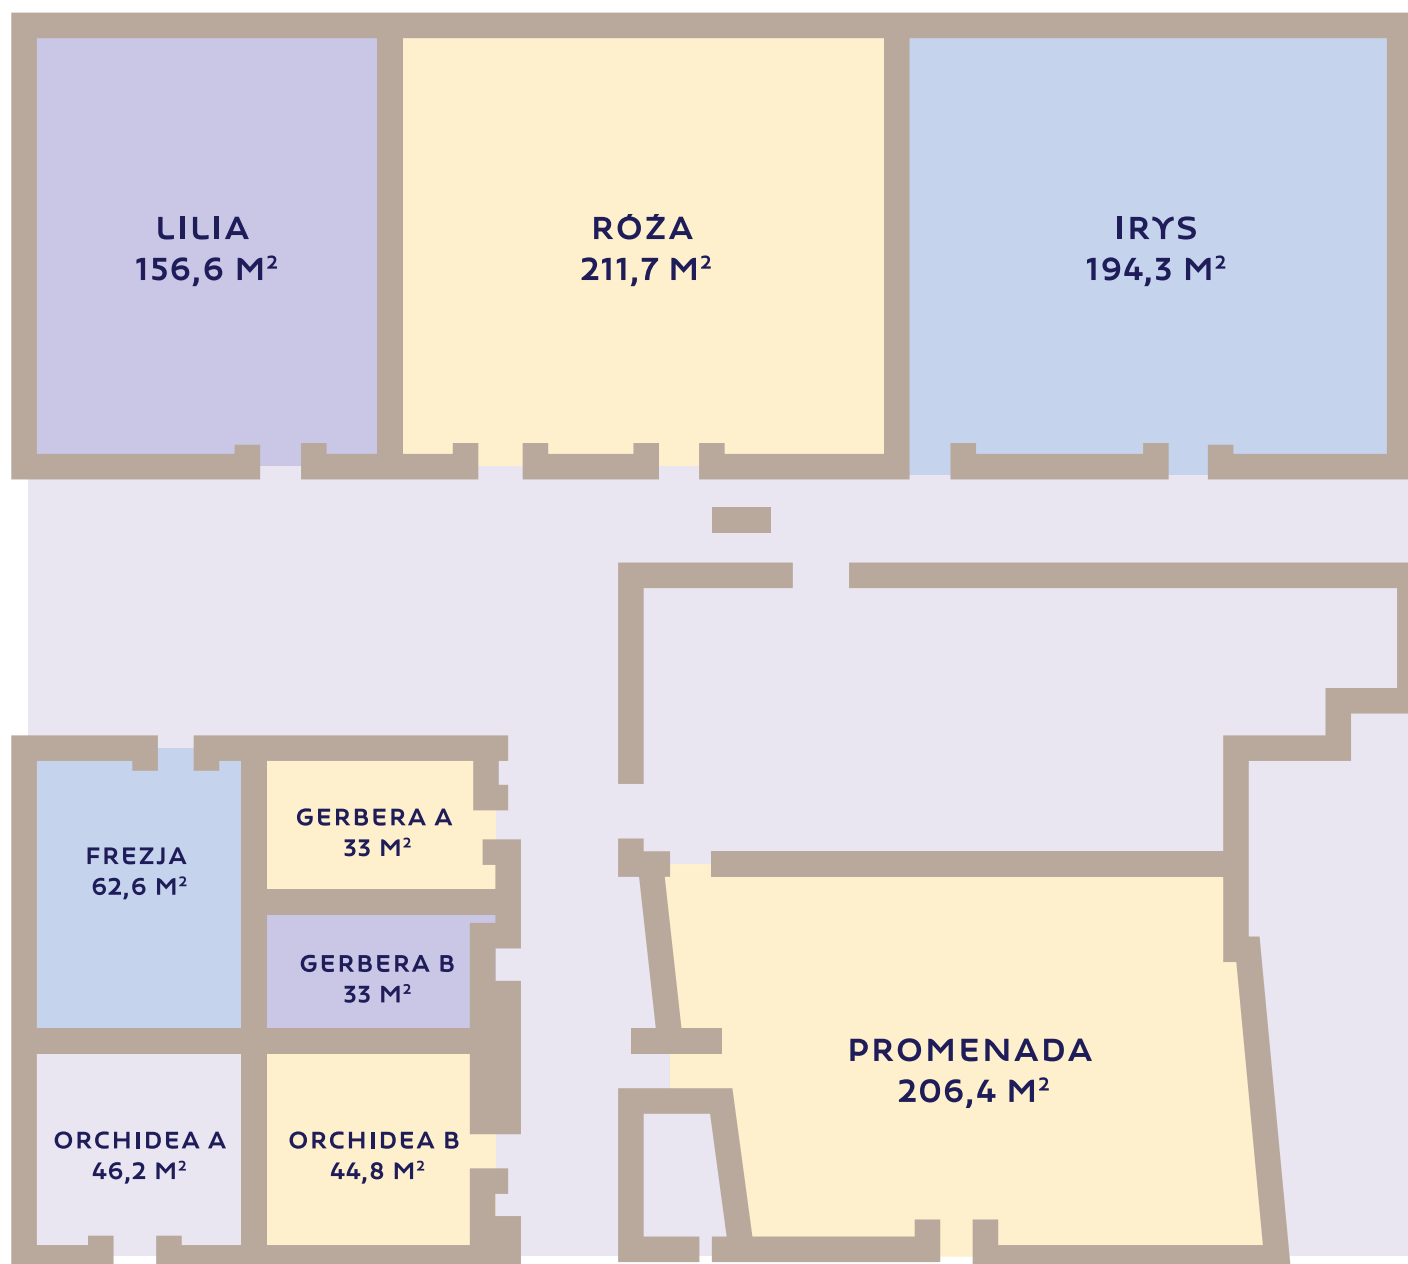 LILIA
156,6 M²
RÓŻA
211,7 M²
IRYS
194,3 M²
GERBERA A
33 M²
FREZJA
62,6 M²
GERBERA B
33 M²
PROMENADA
206,4 M²
ORCHIDEA A
46,2 M²
ORCHIDEA B
44,8 M²